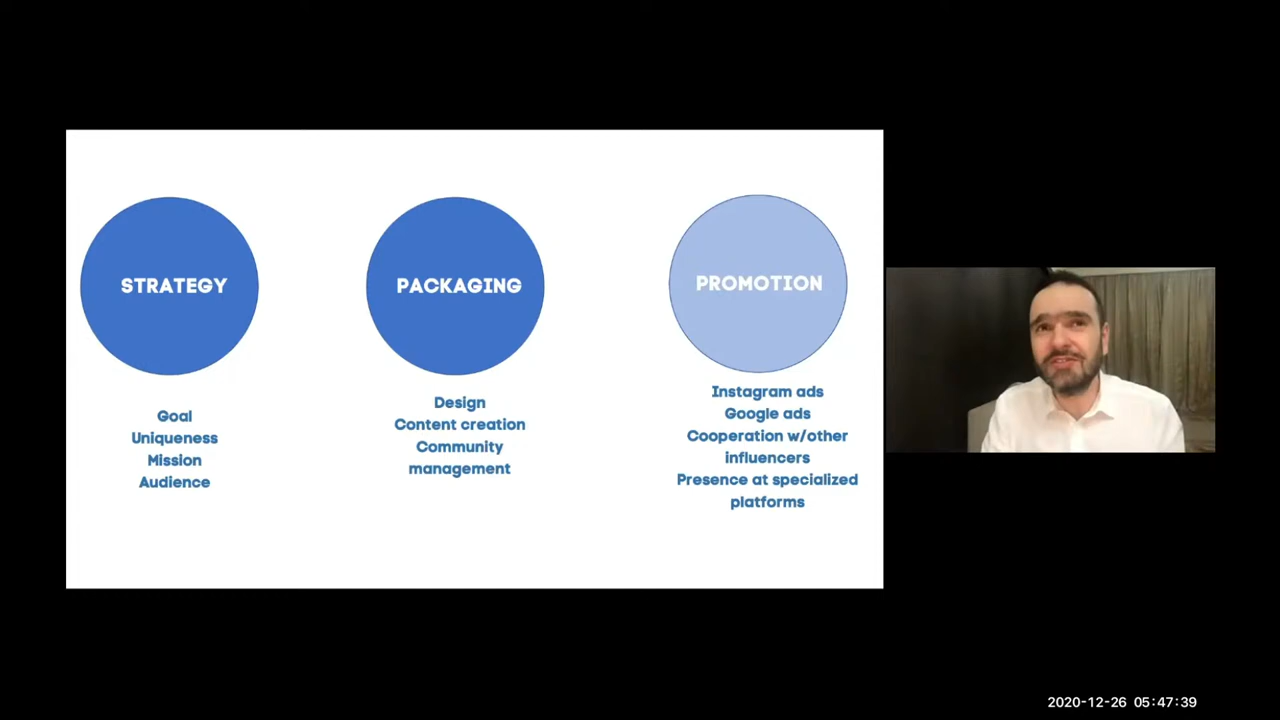 STRATEGY
Goal
Uniqueness
Mission
Audience
PACKAGING
Design
Content creation
Community
management
PROMOTION
Instagram ads
Google ads
Cooperation w/other
influencers
Presence at specialized
platforms
2020-12-26 05:47:39